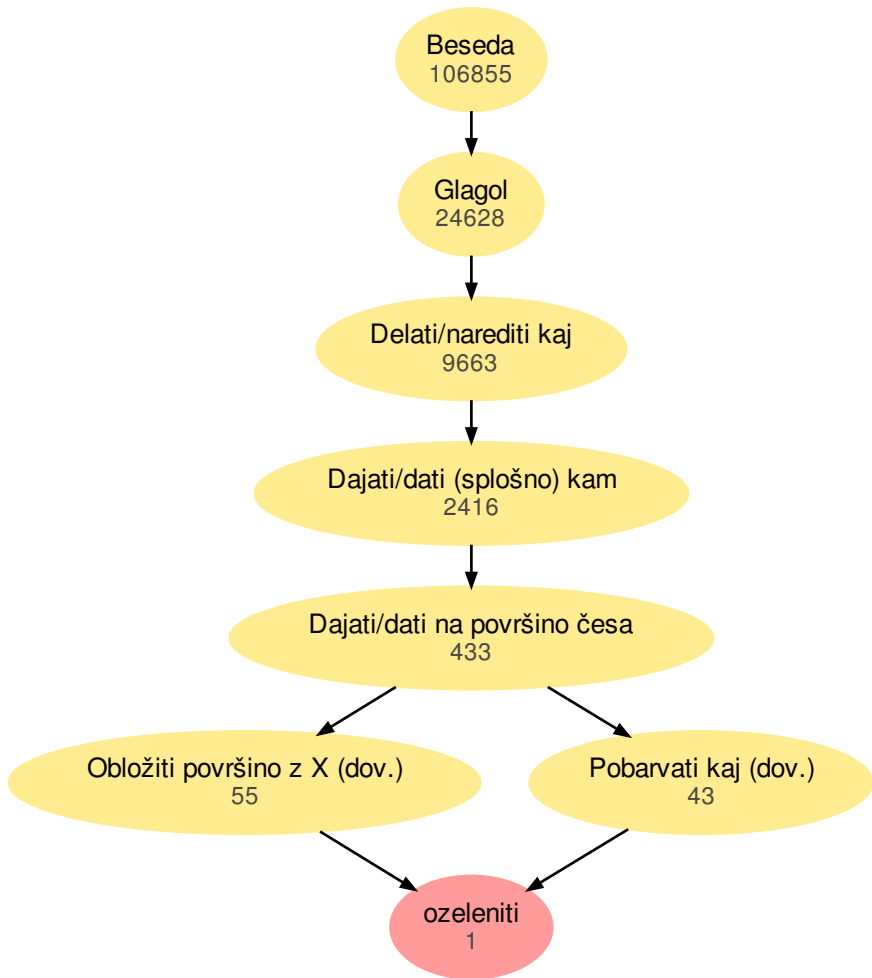 Beseda
106855
Glagol
24628
Delati/narediti kaj
9663
Dajati/dati (splošno) kam
2416
Dajati/dati na površino česa
433
Obložiti površino z X (dov.)
55
Pobarvati kaj (dov.)
43
ozeleniti
1